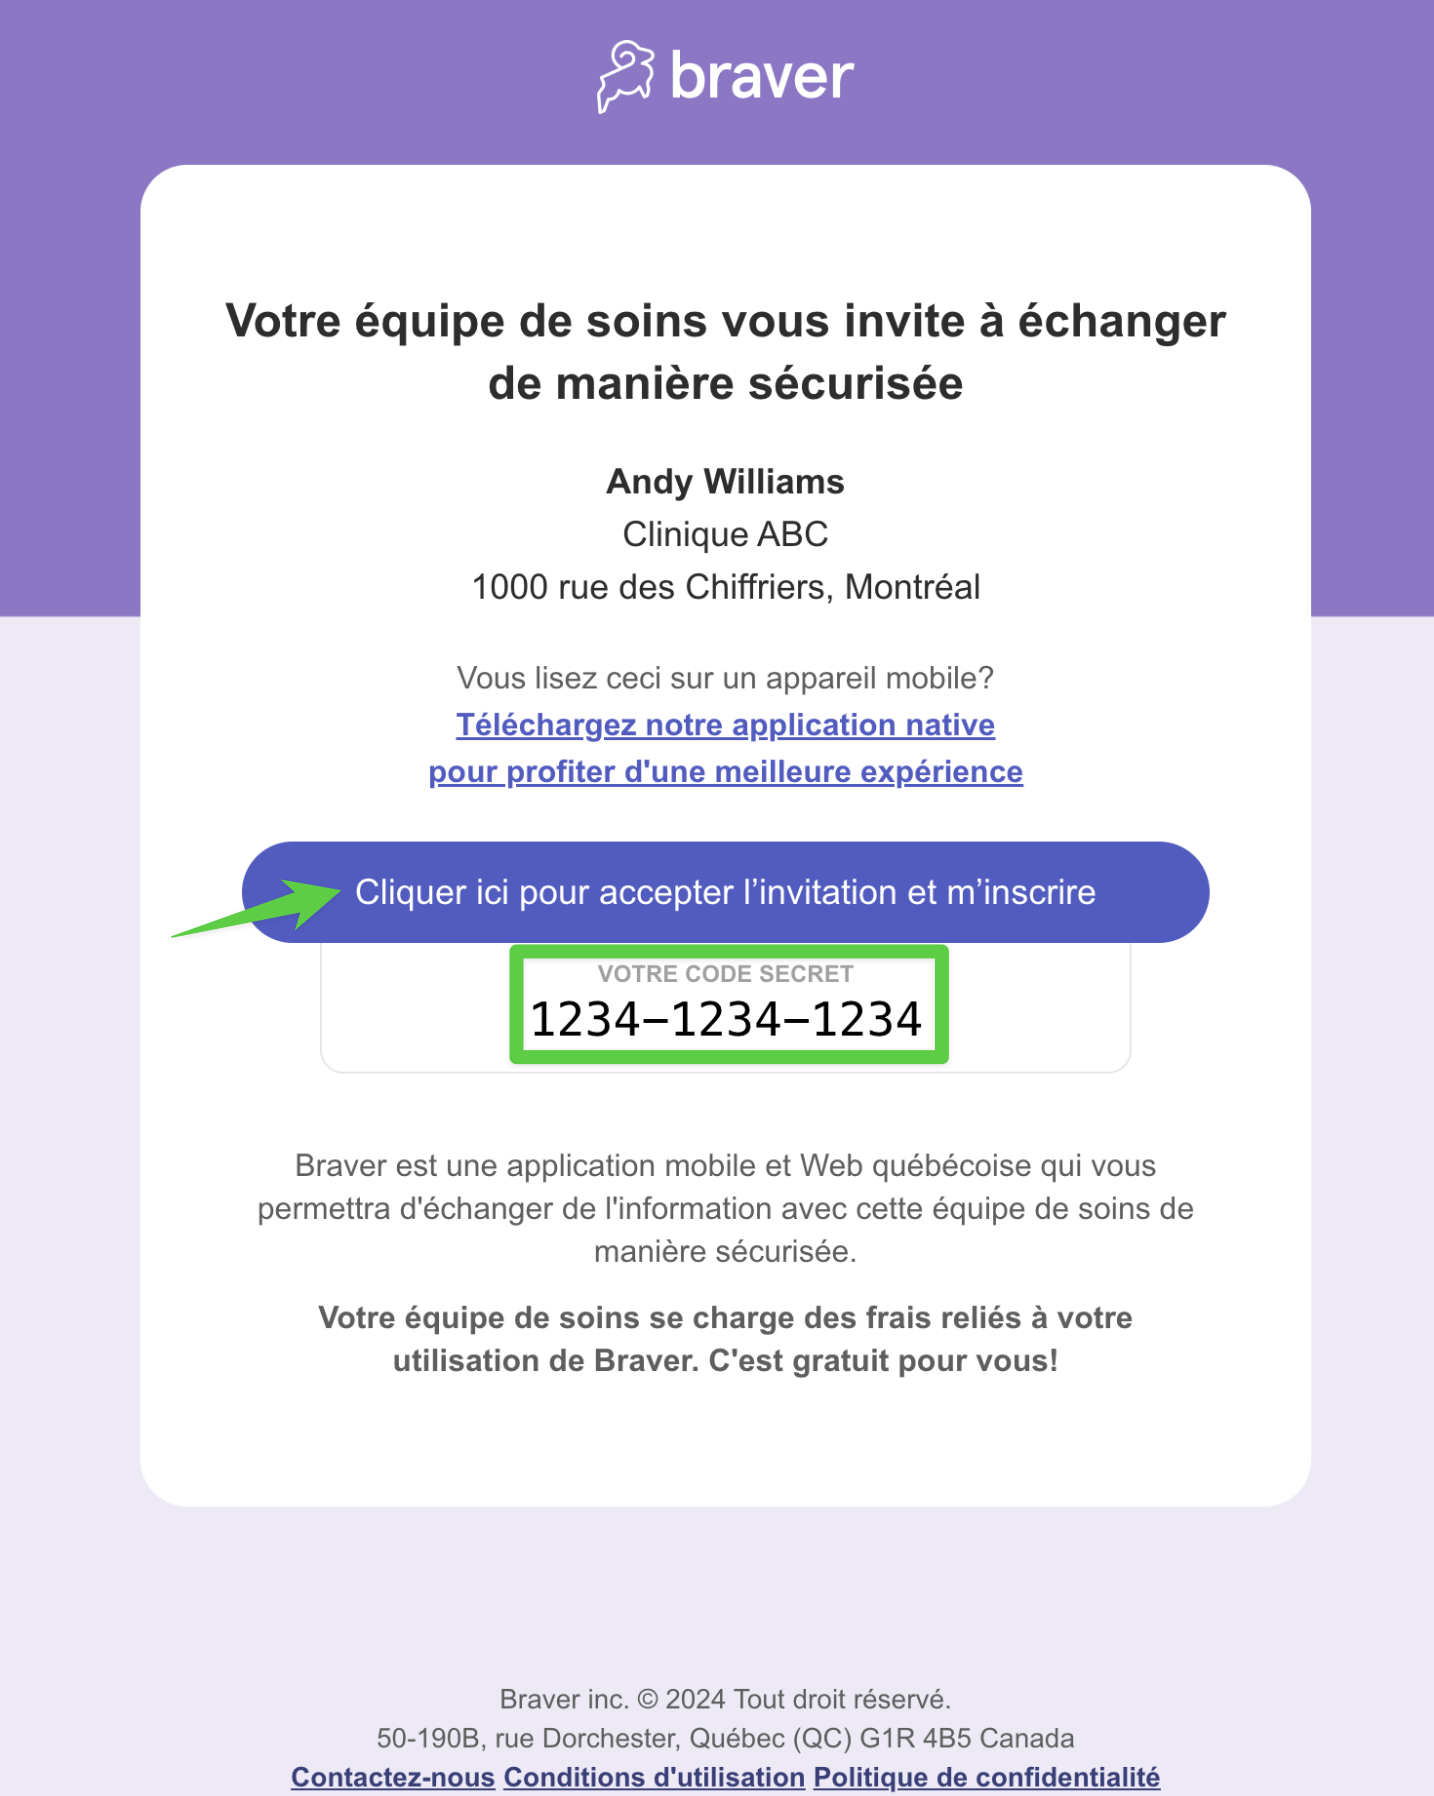 braver
Votre équipe de soins vous invite à échanger
de manière sécurisée
Andy Williams
Clinique ABC
1000 rue des Chiffriers, Montréal
Vous lisez ceci sur un appareil mobile?
Téléchargez notre application native
pour profiter d'une meilleure expérience
Cliquer ici pour accepter l’invitation et m’inscrire
VOTRE CODE SECRET
1234–1234–1234
Braver est une application mobile et Web québécoise qui vous
permettra d'échanger de l'information avec cette équipe de soins de
manière sécurisée.
Votre équipe de soins se charge des frais reliés à votre
utilisation de Braver. C'est gratuit pour vous!
Braver inc. © 2024 Tout droit réservé.
50-190B, rue Dorchester, Québec (QC) G1R 4B5 Canada
Contactez-nous Conditions d'utilisation Politique de confidentialité